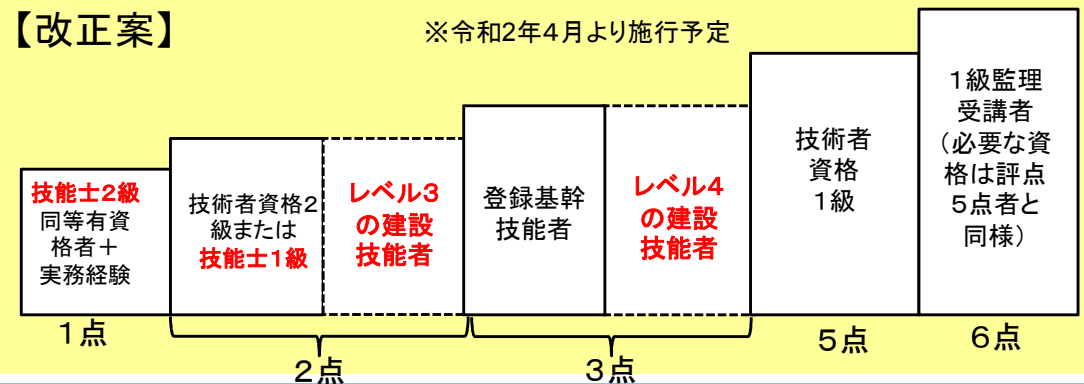 【改正案】
※令和2年4月より施行予定
技能士2級
同等有資
格者＋
実務経験
技術者資格2
級または
技能士1級
レベル3
の建設
技能者
登録基幹
技能者
レベル4
の建設
技能者
技術者
資格
1級
1級監理
受講者
（必要な資
格は評点
5点者と
同様）
1点
2点
3点
5点
6点